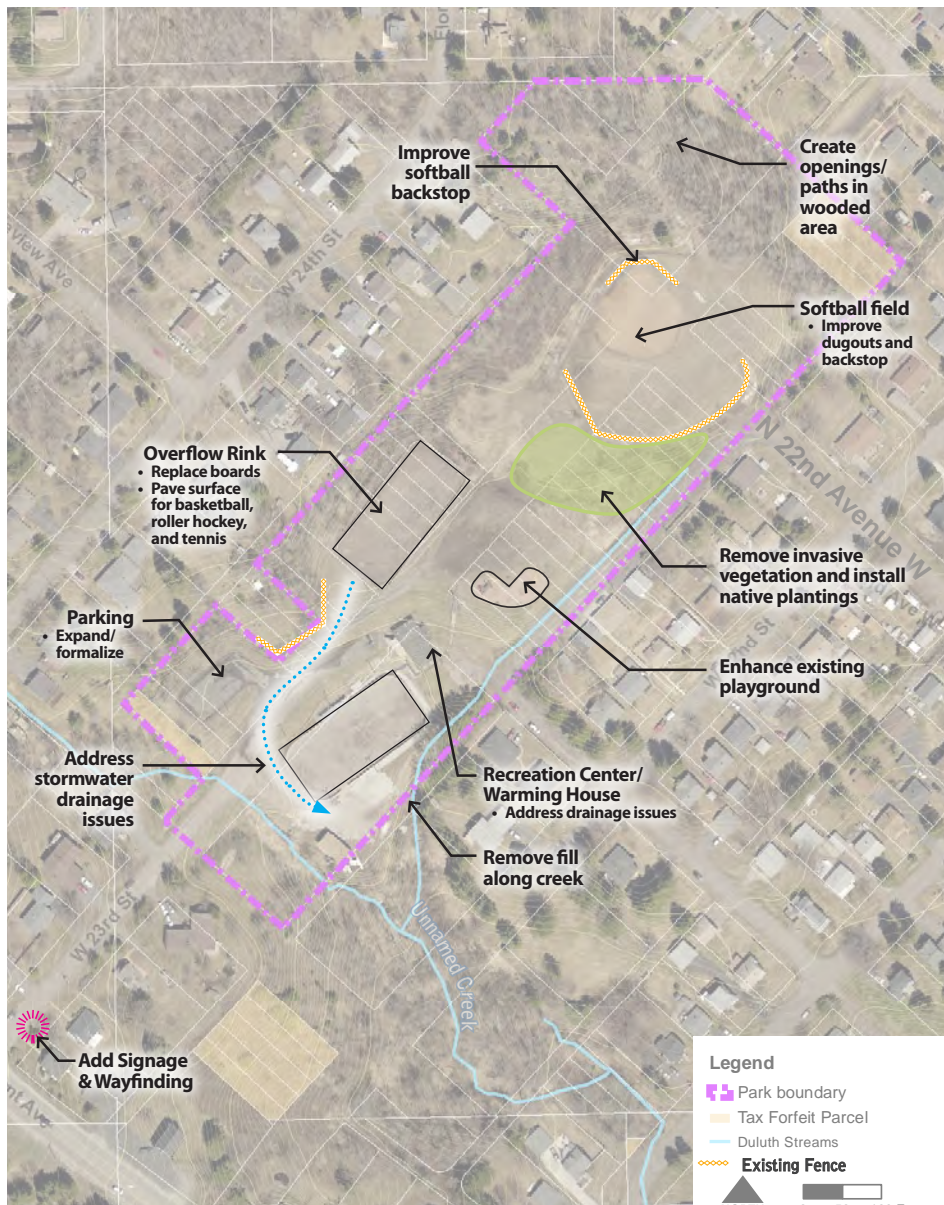 Improve
softball
backstop
Create
openings/
paths in
wooded
area
W 24th St
Softball field
• Improve
dugouts and
backstop
N 22nd Avenue W
Overflow Rink
• Replace boards
• Pave surface
for basketball,
roller hockey,
and tennis
Remove invasive
vegetation and install
native plantings
Parking
• Expand/
formalize
Enhance existing
playground
Address
stormwater
drainage
issues
Recreation Center/
Warming House
• Address drainage issues
Remove fill
along creek
W 23rd St
Unnamed Creek
Add Signage
& Wayfinding
Legend
Park boundary
Tax Forfeit Parcel
Duluth Streams
Existing Fence